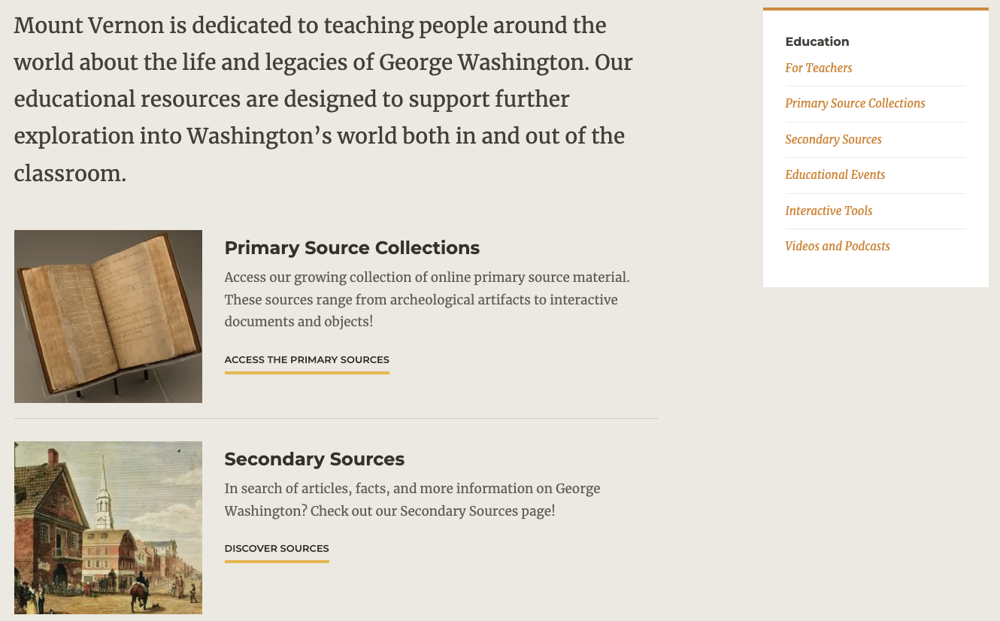 Mount Vernon is dedicated to teaching people around the
world about the life and legacies of George Washington. Our
educational resources are designed to support further
exploration into Washington’s world both in and out of the
classroom.
Primary Source Collections
Access our growing collection of online primary source material.
These sources range from archeological artifacts to interactive
documents and objects!
ACCESS THE PRIMARY SOURCES
Secondary Sources
In search of articles, facts, and more information on George
Washington? Check out our Secondary Sources page!
DISCOVER SOURCES
Education
For Teachers
Primary Source Collections
Secondary Sources
Educational Events
Interactive Tools
Videos and Podcasts